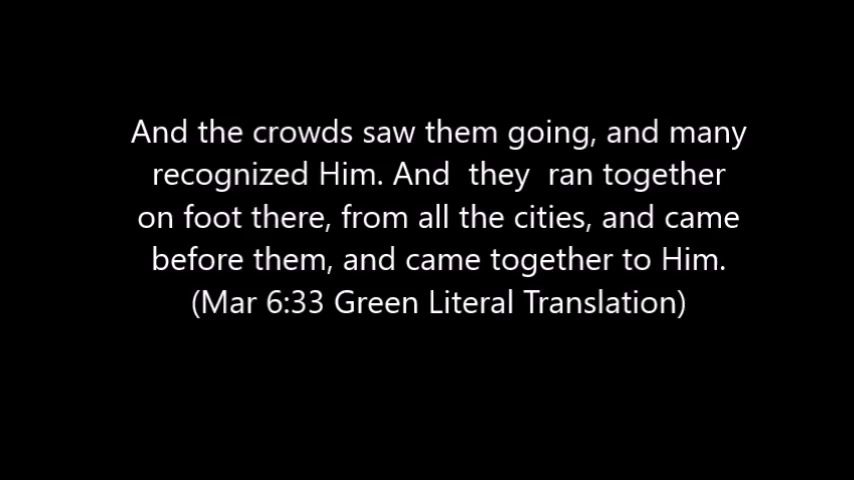 And the crowds saw them going, and many
recognized Him. And  they  ran together
on foot there, from all the cities, and came
before them, and came together to Him.
(Mar 6:33 Green Literal Translation)